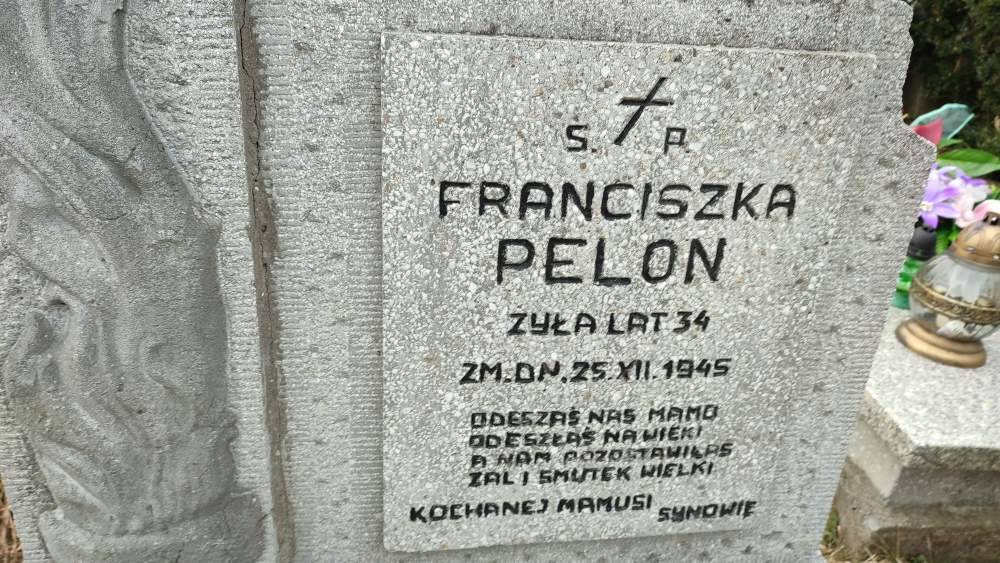 S. P.
FRANCISZKA
PELON
ŻYŁA LAT 34
ZM. DN. 25. XII. 1945
ODESZŁAŚ NAS MAMO
ODESZŁAŚ NA WIEKI
A NAM POZOSTAWIŁAŚ
ŻAL I SMUTEK WIELKI
KOCHANEJ MAMUSI SYNOWIE